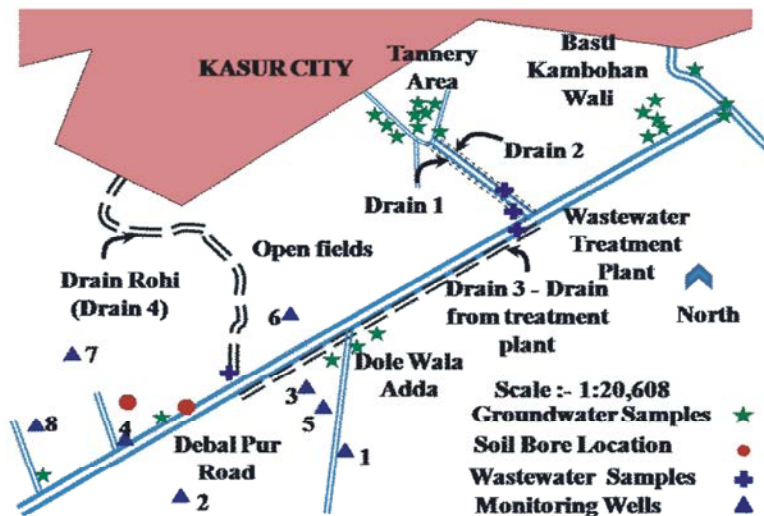 KASUR CITY
Tannery
Area
Basti
Kambohan
Wali
Drain 2
Drain 1
Wastewater
Treatment
Plant
Open fields
Drain Rohi
(Drain 4)
Drain 3 - Drain
from treatment
plant
North
6
7
Dole Wala
Adda
3
5
8
4
1
2
Debal Pur
Road
Scale :- 1:20,608
Groundwater Samples
Soil Bore Location
Wastewater Samples
Monitoring Wells